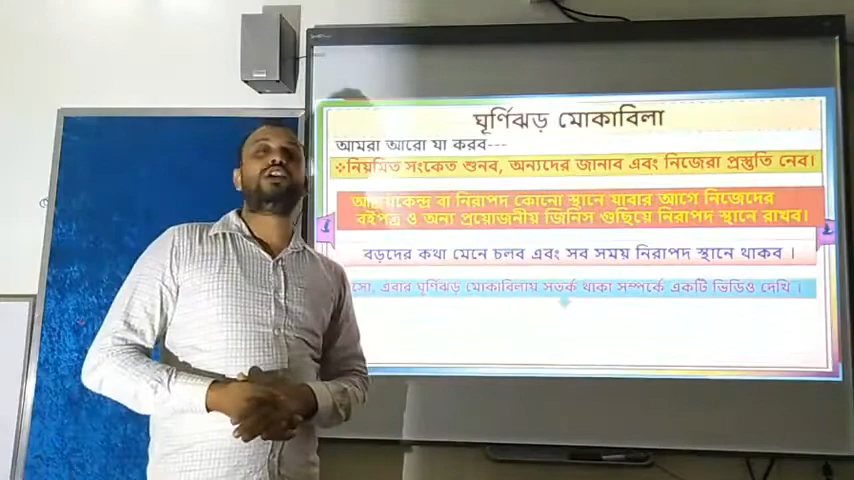 ঘূর্ণিঝড় মোকাবিলা
আমরা আরো যা করব---
❖নিয়মিত সংকেত শুনব, অন্যদের জানাব এবং নিজেরা প্রস্তুতি নেব।
বা নিরাপদ কোনো স্থানে যাবার আগে নিজেদের
বইপত্র ও অন্য প্রয়োজনীয় জিনিস গুছিয়ে নিরাপদ স্থানে রাখব।
বড়দের কথা মেনে চলব এবং সব সময় নিরাপদ স্থানে থাকব ।
এবার ঘূর্ণিঝড় মোকাবিলায় সতর্ক থাকা সম্পর্কে একটি ভিডিও দেখি ।